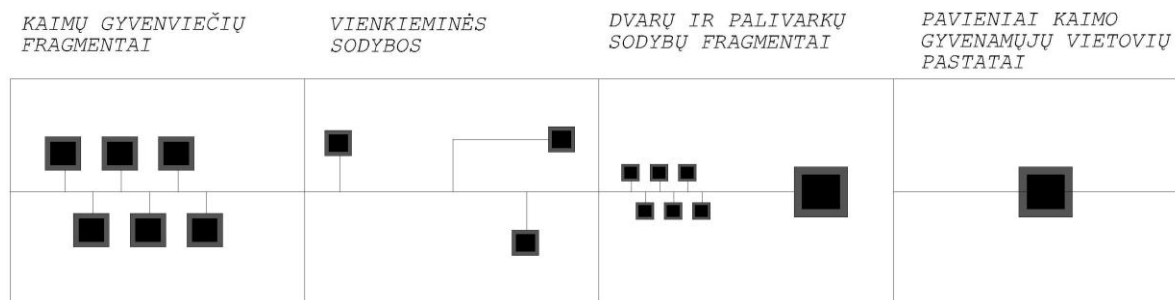 KAIMŲ GYVENVIEČIŲ
FRAGMENTAI
VIENKIEMINĖS
SODYBOS
DVARŲ IR PALIVARKŲ
SODYBŲ FRAGMENTAI
PAVIENIAI KAIMO
GYVENAMŲJŲ VIETOVIŲ
PASTATAI